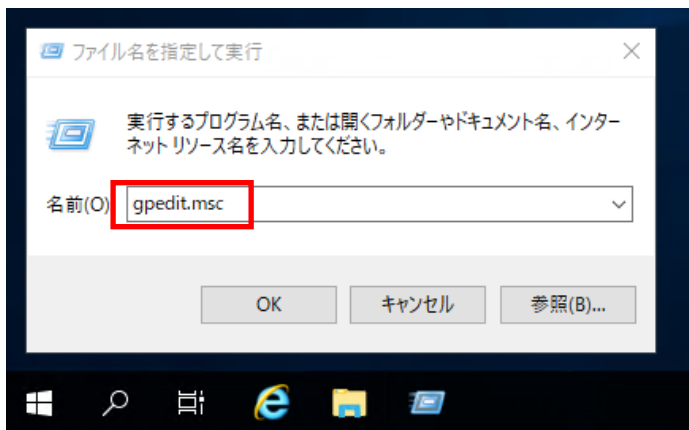 ファイル名を指定して実行
実行するプログラム名、または開くフォルダーやドキュメント名、インター
ネット リソース名を入力してください。
名前(O) gpedit.msc
OK キャンセル 参照(B)...